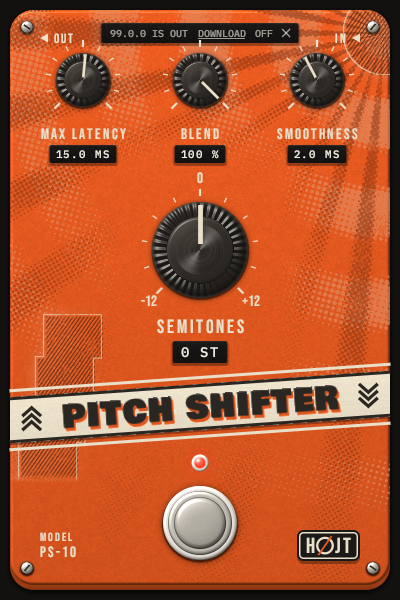 99.0.0 IS OUT DOWNLOAD OFF
OUT
IN
MAX LATENCY
BLEND
SMOOTHNESS
15.0 MS
100 %
2.0 MS
0
-12
+12
SEMITONES
0 ST
PITCH SHIFTER
MODEL
PS-10
HØJT